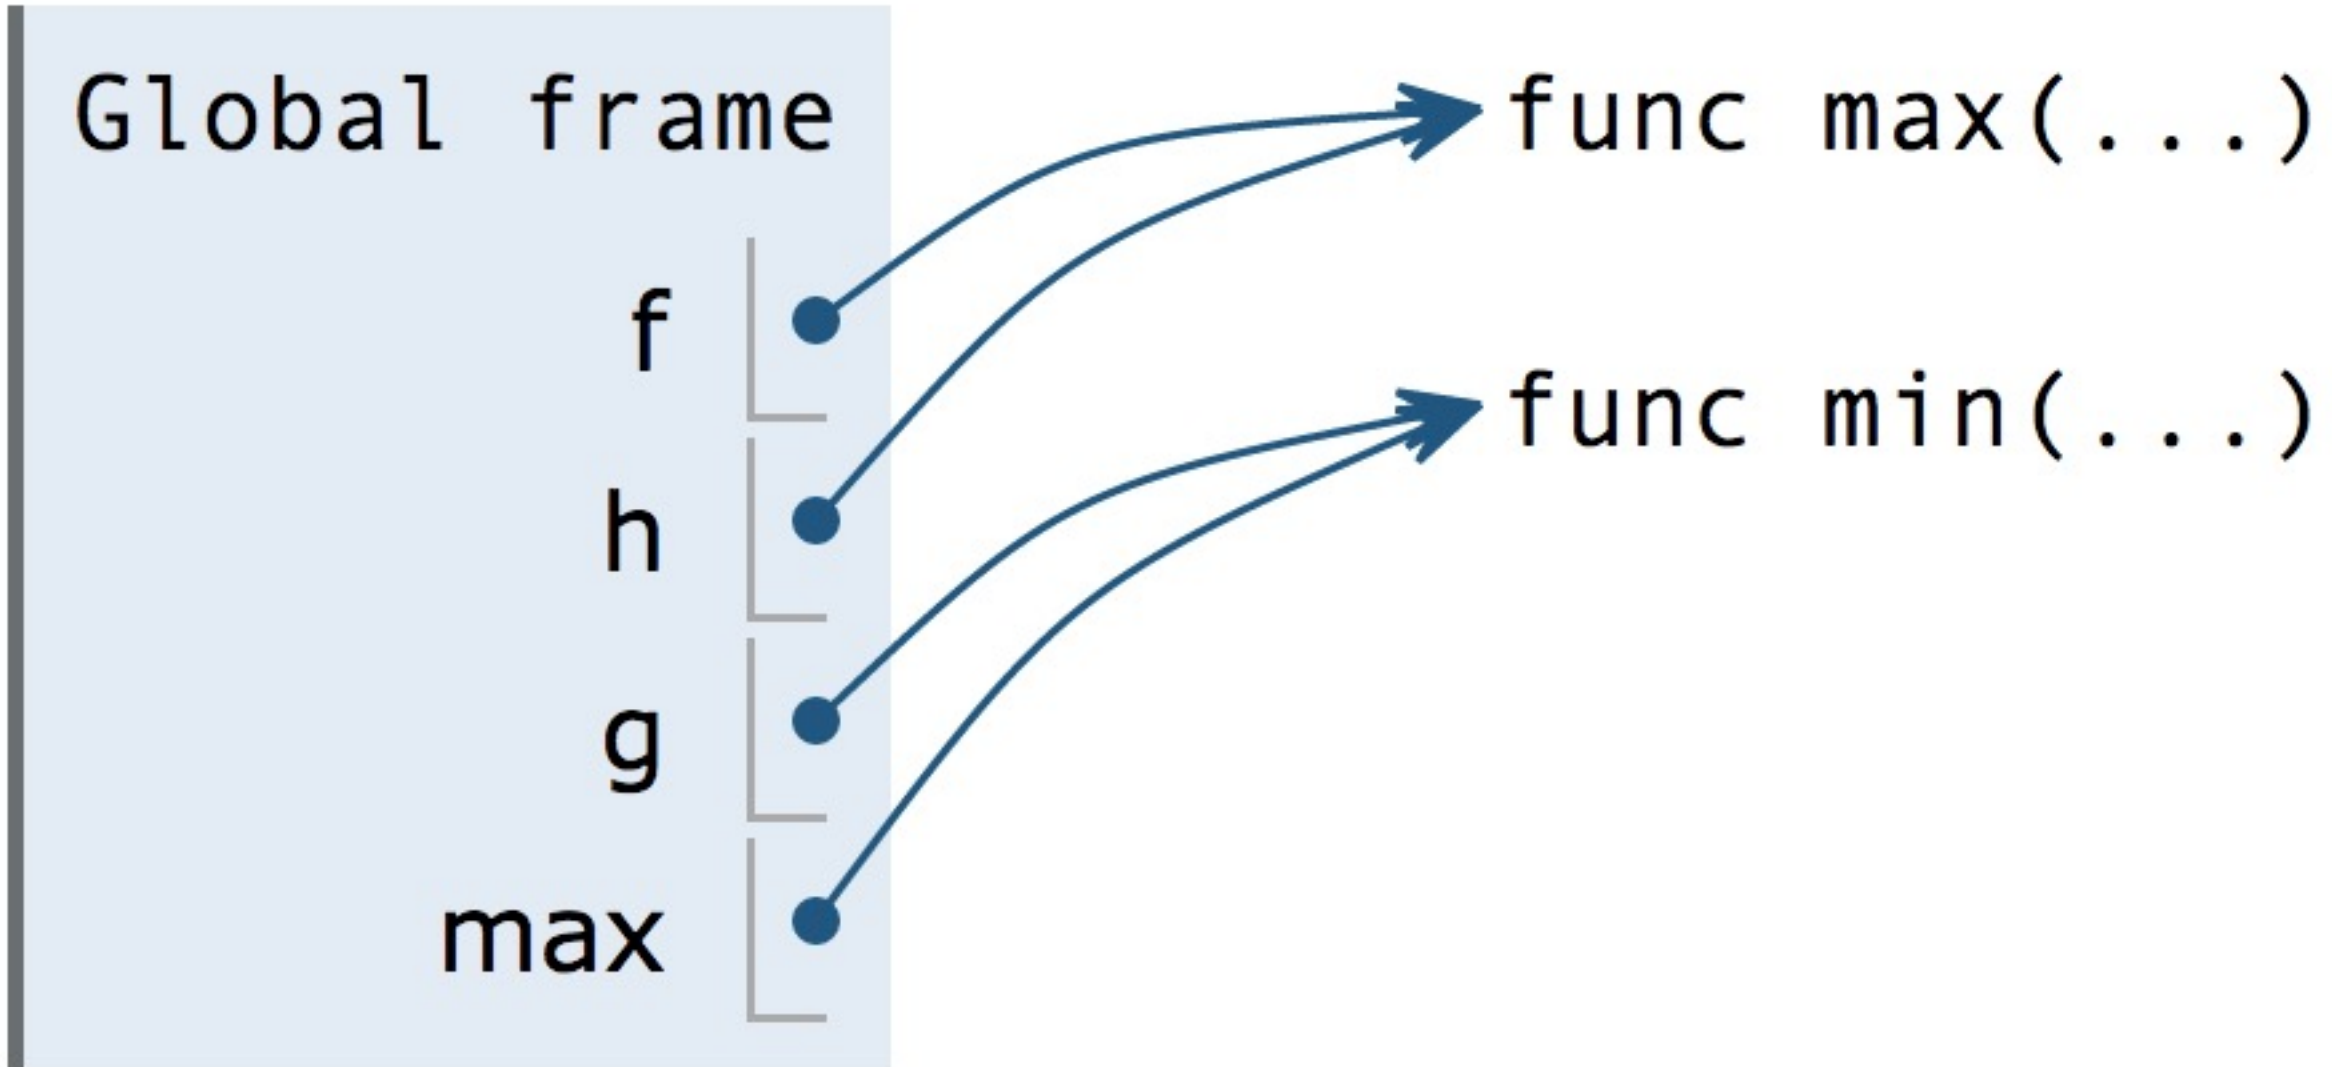 Global frame func max(...)
f
func min(...)
h
g
max